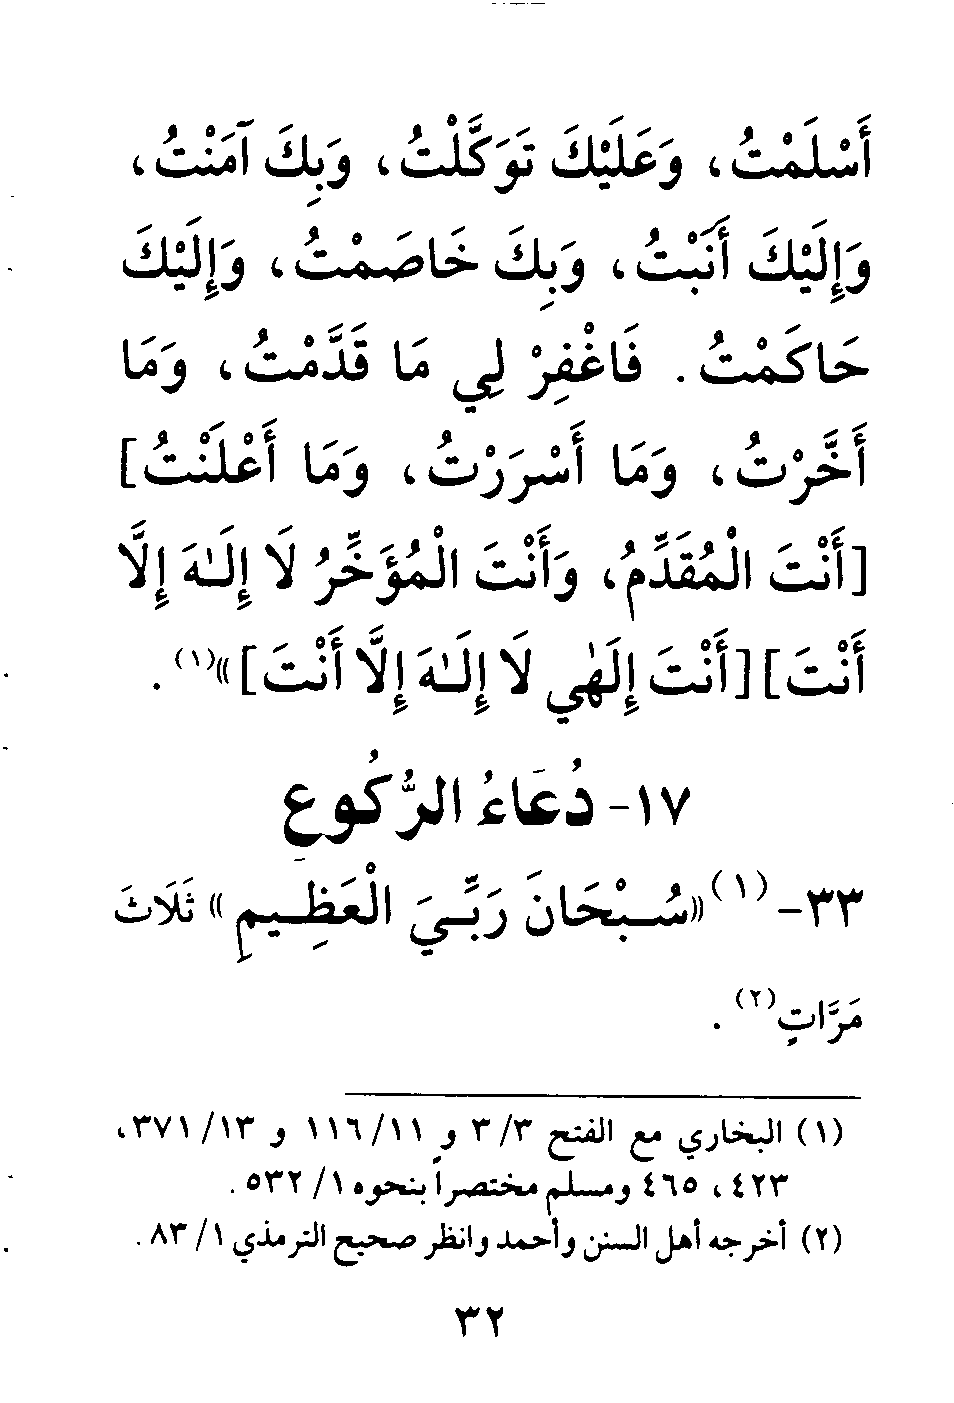 أَسْلَمْتُ، وَعَلَيْكَ تَوَكَّلْتُ، وَبِكَ آمَنْتُ،
وَإِلَيْكَ أَنَبْتُ، وَبِكَ خَاصَمْتُ، وَإِلَيْكَ
حَاكَمْتُ. فَاغْفِرْ لِي مَا قَدَّمْتُ، وَمَا
أَخَّرْتُ، وَمَا أَسْرَرْتُ، وَمَا أَعْلَنْتُ]
[أَنْتَ الْمُقَدِّمُ، وَأَنْتَ الْمُؤَخِّرُ لَا إِلَـٰهَ إِلَّا
أَنْتَ][أَنْتَ إِلَهٰي لَا إِلَـٰهَ إِلَّا أَنْتَ]»(١).
١٧- دُعَاءُ الرُّكُوعِ
٣٣- (١)«سُبْحَانَ رَبِّيَ الْعَظِيمِ» ثَلَاثَ
مَرَّاتٍ(٢).
(١) البخاري مع الفتح ٣/٣ و ١١/١١٦ و ١٣/٣٧١،
٤٢٣، ٤٦٥ ومسلم مختصراً بنحوه ١/٥٣٢.
(٢) أخرجه أهل السنن وأحمد وانظر صحيح الترمذي ١/٨٣.
٣٢